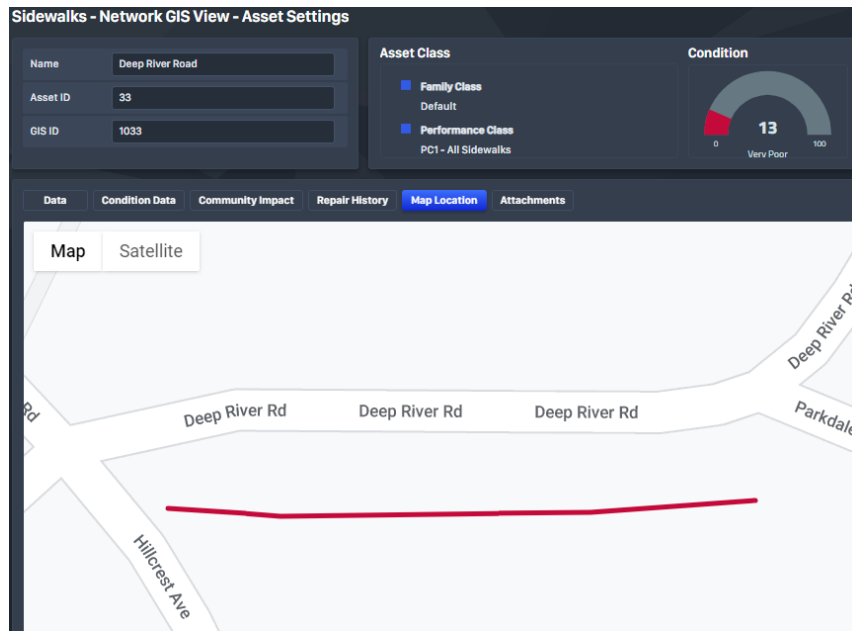 Sidewalks - Network GIS View - Asset Settings
Name
Deep River Road
Asset ID
33
GIS ID
1033
Asset Class
Family Class
Default
Performance Class
PC1 - All Sidewalks
Condition
13
0
100
Very Poor
Data
Condition Data
Community Impact
Repair History
Map Location
Attachments
Map
Satellite
Rd
Deep River Rd
Deep River Rd
Deep River Rd
Deep River Rd
Parkdale
Hillcrest Ave